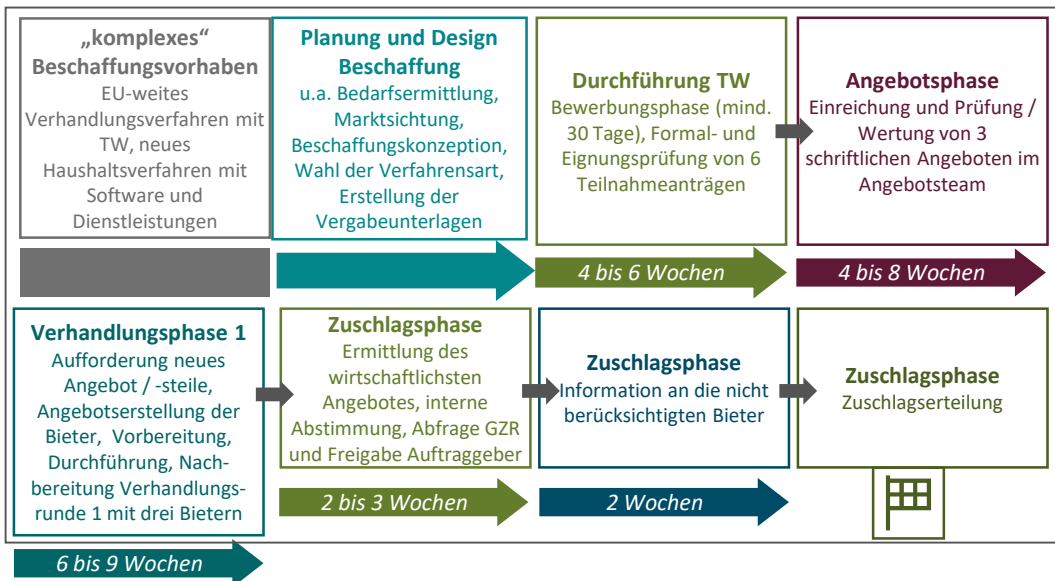 „komplexes“
Beschaffungsvorhaben
EU-weites
Verhandlungsverfahren mit
TW, neues
Haushaltsverfahren mit
Software und
Dienstleistungen
Planung und Design
Beschaffung
u.a. Bedarfsermittlung,
Marktsichtung,
Beschaffungskonzeption,
Wahl der Verfahrensart,
Erstellung der
Vergabeunterlagen
Durchführung TW
Bewerbungsphase (mind.
30 Tage), Formal- und
Eignungsprüfung von 6
Teilnahmeanträgen
4 bis 6 Wochen
Angebotsphase
Einreichung und Prüfung /
Wertung von 3
schriftlichen Angeboten im
Angebotsteam
4 bis 8 Wochen
Verhandlungsphase 1
Aufforderung neues
Angebot / -steile,
Angebotserstellung der
Bieter, Vorbereitung,
Durchführung, Nach-
bereitung Verhandlungs-
runde 1 mit drei Bietern
6 bis 9 Wochen
Zuschlagsphase
Ermittlung des
wirtschaftlichsten
Angebotes, interne
Abstimmung, Abfrage GZR
und Freigabe Auftraggeber
2 bis 3 Wochen
Zuschlagsphase
Information an die nicht
berücksichtigten Bieter
2 Wochen
Zuschlagsphase
Zuschlagserteilung